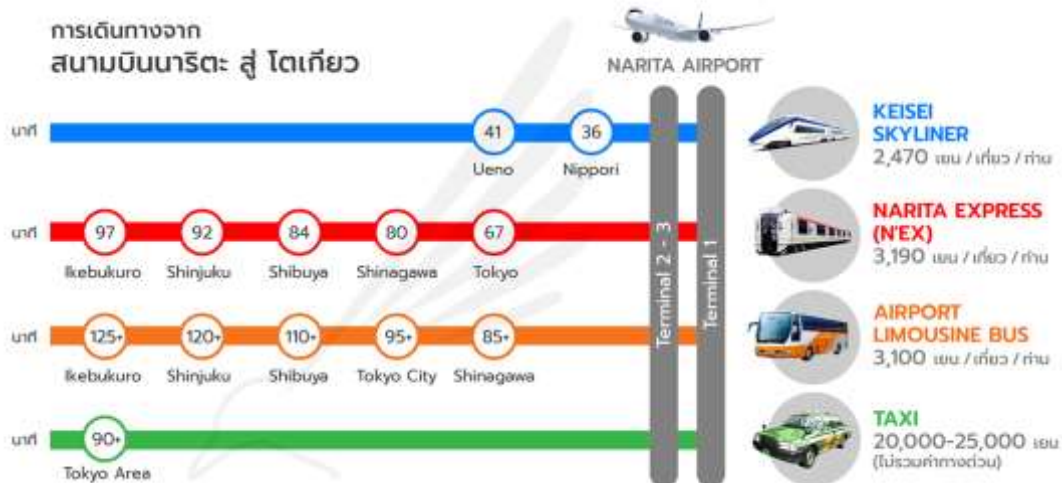 การเดินทางจาก
สนามบินนาริตะ สู่ โตเกียว
NARITA AIRPORT
Terminal 2 - 3
Terminal 1
นาที
41
36
Ueno
Nippori
KEISEI
SKYLINER
2,470 เยน / เที่ยว / ท่าน
นาที
97
92
84
80
67
Ikebukuro
Shinjuku
Shibuya
Shinagawa
Tokyo
NARITA EXPRESS
(N'EX)
3,190 เยน / เที่ยว / ท่าน
นาที
125+
120+
110+
95+
85+
Ikebukuro
Shinjuku
Shibuya
Tokyo City
Shinagawa
AIRPORT
LIMOUSINE BUS
3,100 เยน / เที่ยว / ท่าน
นาที
90+
Tokyo Area
TAXI
20,000-25,000 เยน
(ไม่รวมค่าทางด่วน)